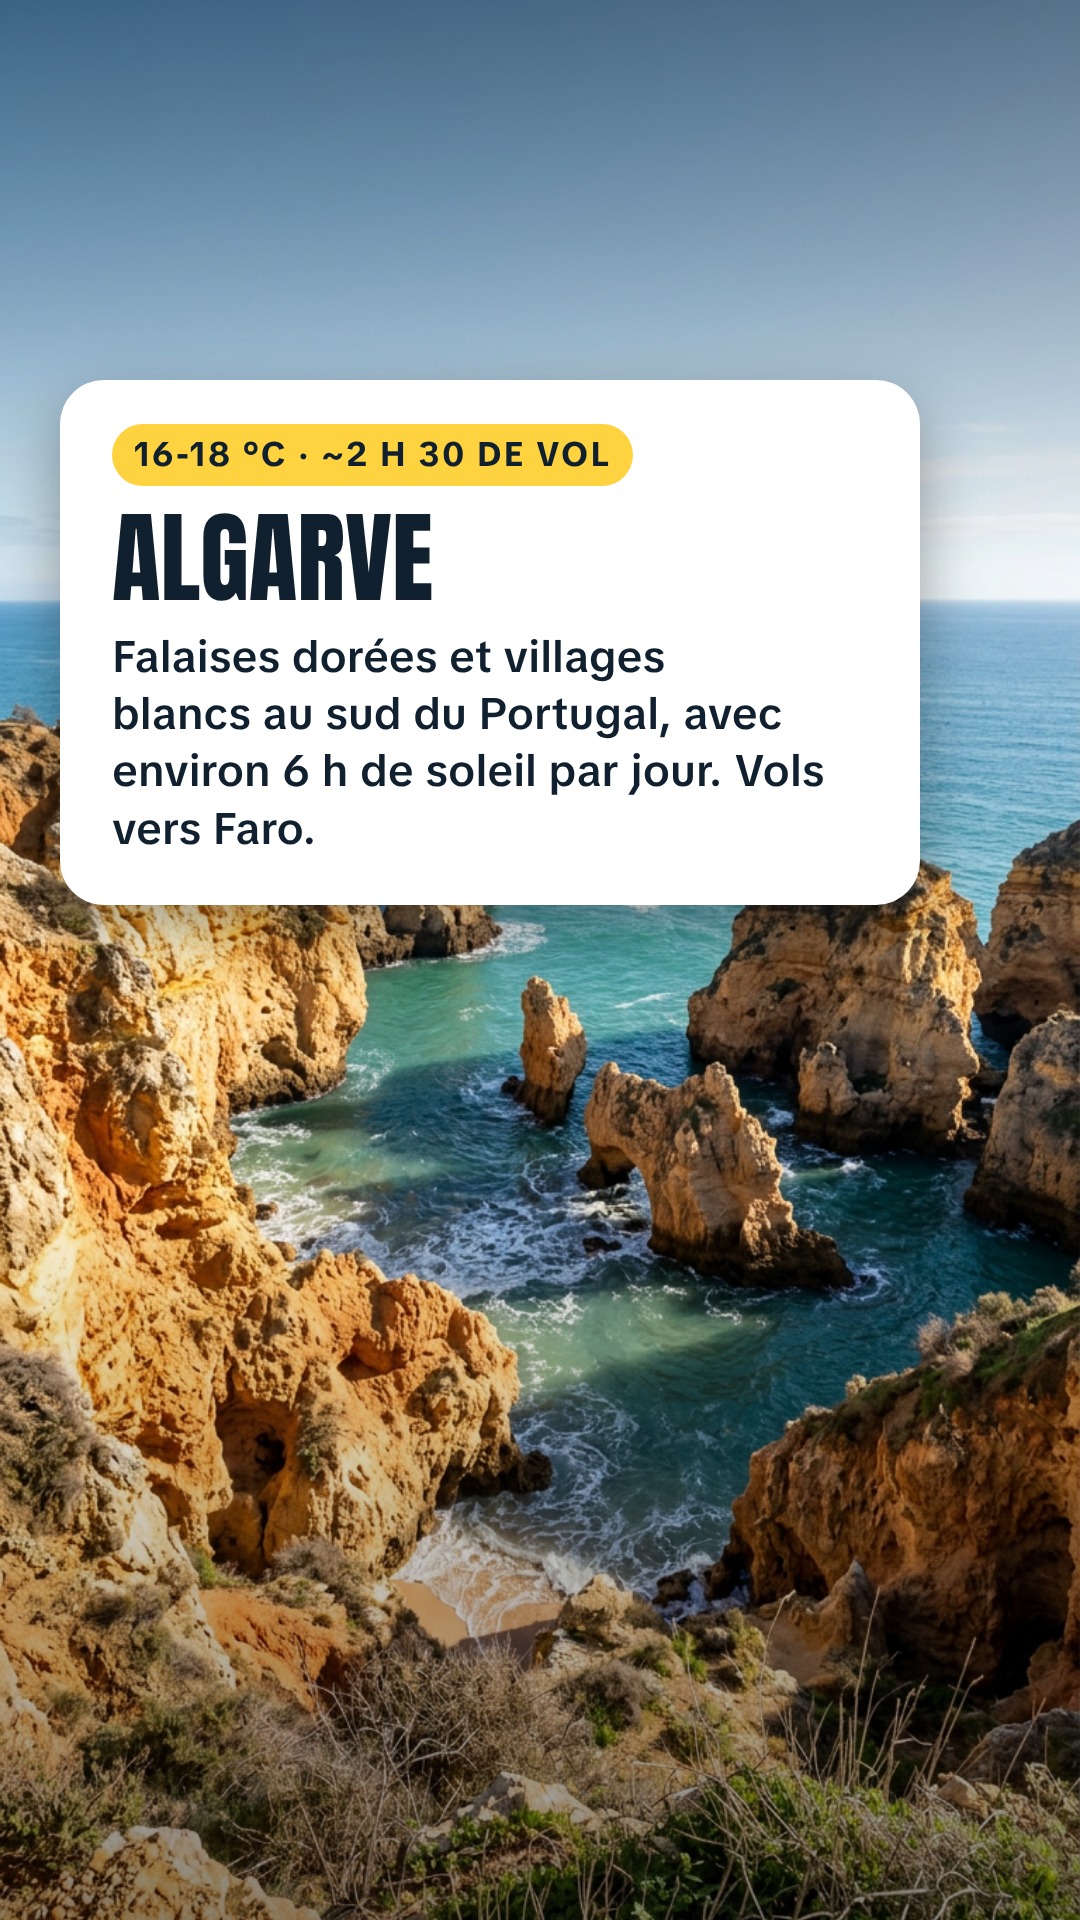 16-18 °C · ~2 H 30 DE VOL
ALGARVE
Falaises dorées et villages
blancs au sud du Portugal, avec
environ 6 h de soleil par jour. Vols
vers Faro.